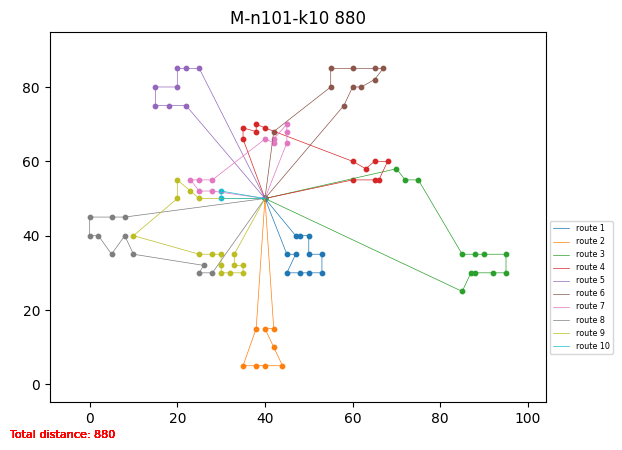 M-n101-k10 880
80
60
40
20
0
0 20 40 60 80 100
route 1
route 2
route 3
route 4
route 5
route 6
route 7
route 8
route 9
route 10
Total distance: 880